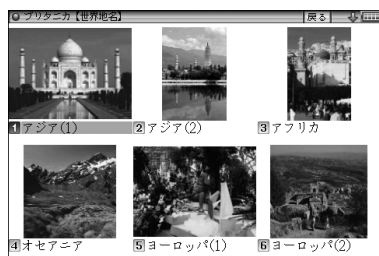 ブリタニカ【世界地名】 戻る
1 アジア(1) 2 アジア(2) 3 アフリカ
4 オセアニア 5 ヨーロッパ(1) 6 ヨーロッパ(2)